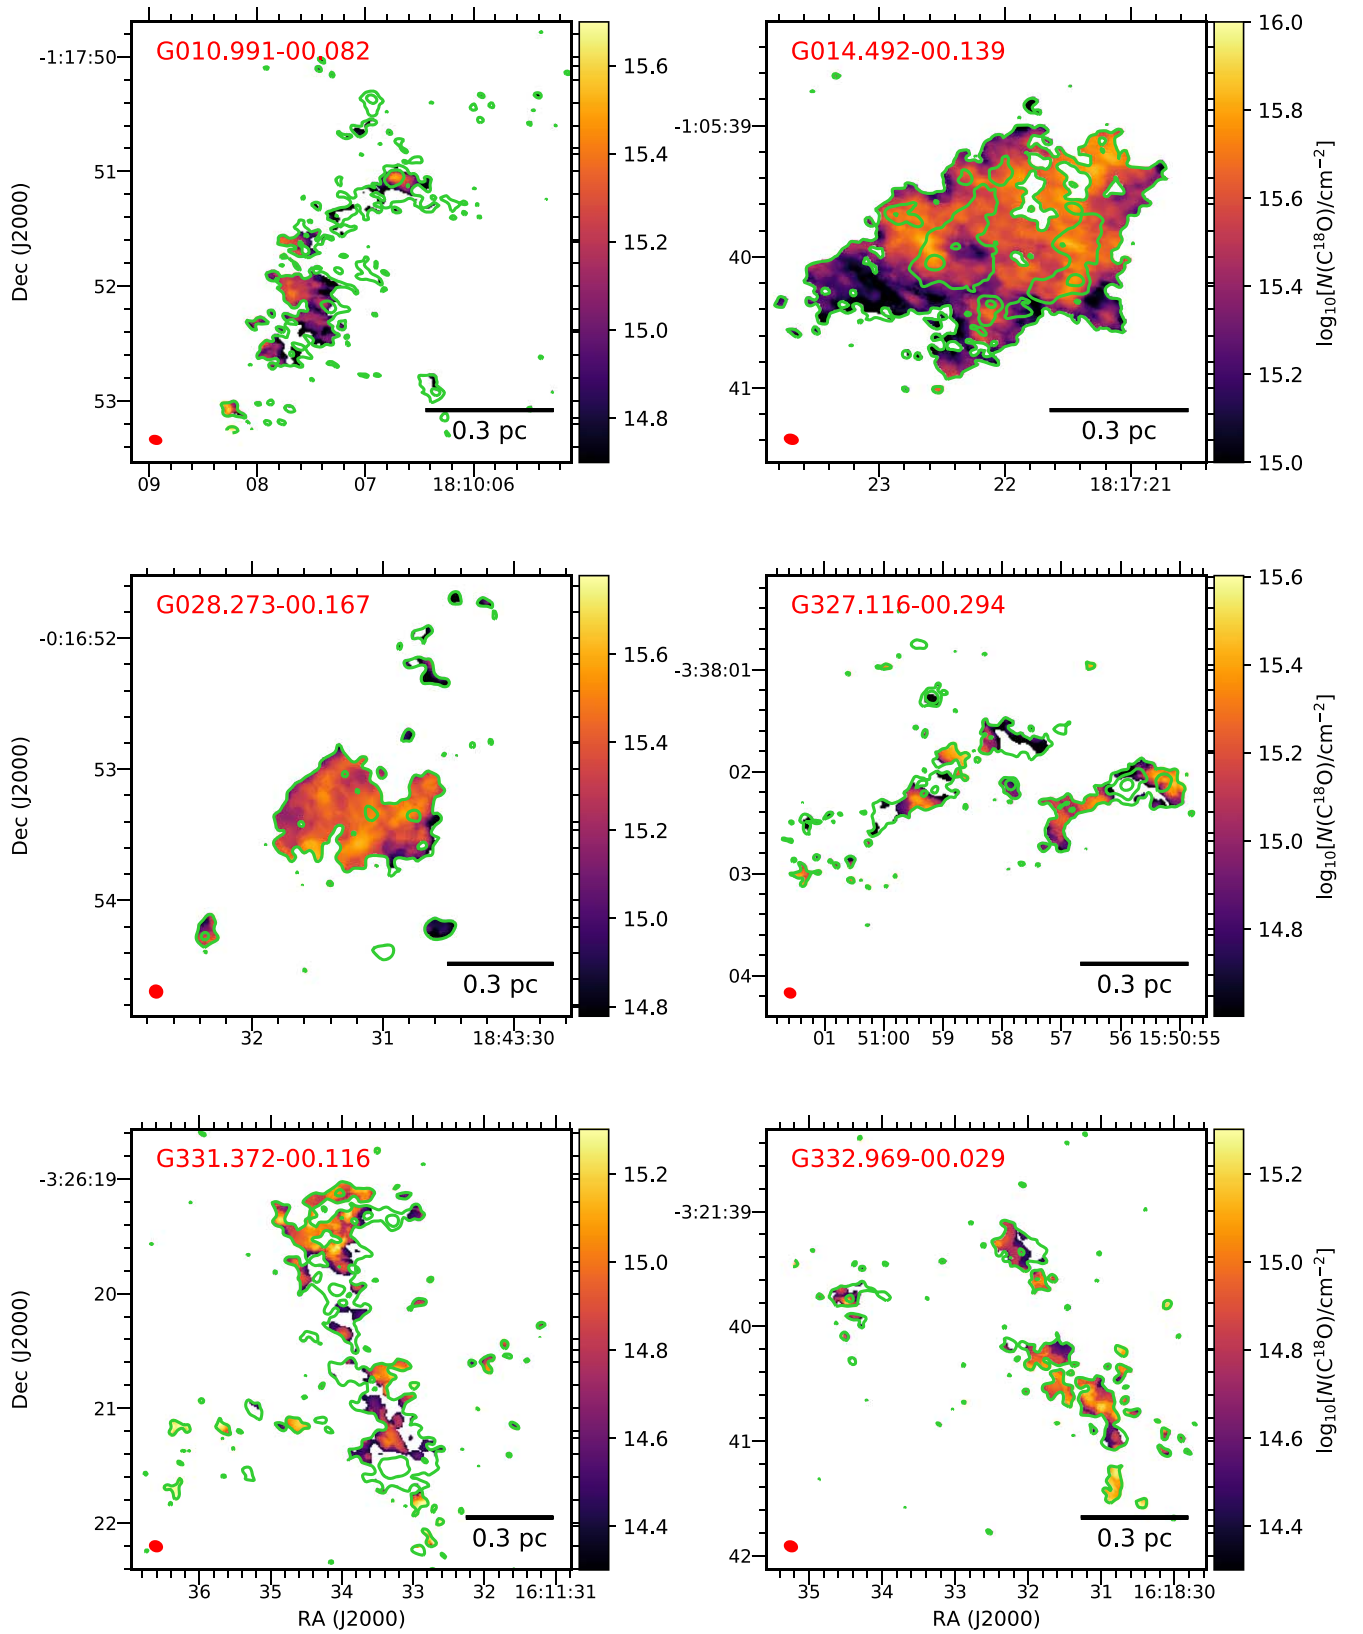 G010.991-00.082
-1:17:50
51
52
53
Dec (J2000)
09 08 07 18:10:06
0.3 pc
15.6
15.4
15.2
15.0
14.8
G014.492-00.139
-1:05:39
40
41
23 22 18:17:21
0.3 pc
16.0
15.8
15.6
15.4
15.2
15.0
log₁₀[N(C¹⁸O)/cm⁻²]
G028.273-00.167
-0:16:52
53
54
Dec (J2000)
32 31 18:43:30
0.3 pc
15.6
15.4
15.2
15.0
14.8
G327.116-00.294
-3:38:01
02
03
04
01 51:00 59 58 57 56 15:50:55
0.3 pc
15.6
15.4
15.2
15.0
14.8
log₁₀[N(C¹⁸O)/cm⁻²]
G331.372-00.116
-3:26:19
20
21
22
Dec (J2000)
36 35 34 33 32 16:11:31
RA (J2000)
0.3 pc
15.2
15.0
14.8
14.6
14.4
G332.969-00.029
-3:21:39
40
41
42
35 34 33 32 31 16:18:30
RA (J2000)
0.3 pc
15.2
15.0
14.8
14.6
14.4
log₁₀[N(C¹⁸O)/cm⁻²]